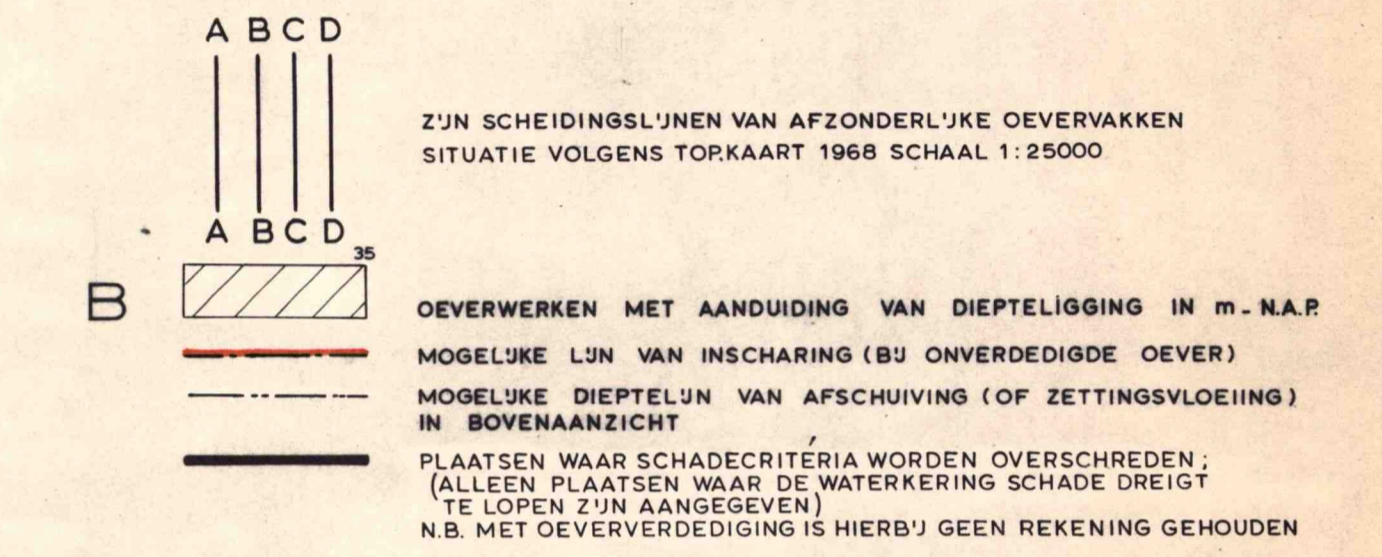 A B C D
ZIJN SCHEIDINGSLIJNEN VAN AFZONDERLIJKE OEVERVAKKEN
SITUATIE VOLGENS TOP.KAART 1968 SCHAAL 1:25000
A B C D
35
B
OEVERWERKEN MET AANDUIDING VAN DIEPTELIGGING IN m - N.A.P.
MOGELIJKE LIJN VAN INSCHARING (BIJ ONVERDEDIGDE OEVER)
MOGELIJKE DIEPTELIJN VAN AFSCHUIVING (OF ZETTINGSVLOEIING)
IN BOVENAANZICHT
PLAATSEN WAAR SCHADECRITÉRIA WORDEN OVERSCHREDEN;
(ALLEEN PLAATSEN WAAR DE WATERKERING SCHADE DREIGT
TE LOPEN ZIJN AANGEGEVEN)
N.B. MET OEVERVERDEDIGING IS HIERBIJ GEEN REKENING GEHOUDEN